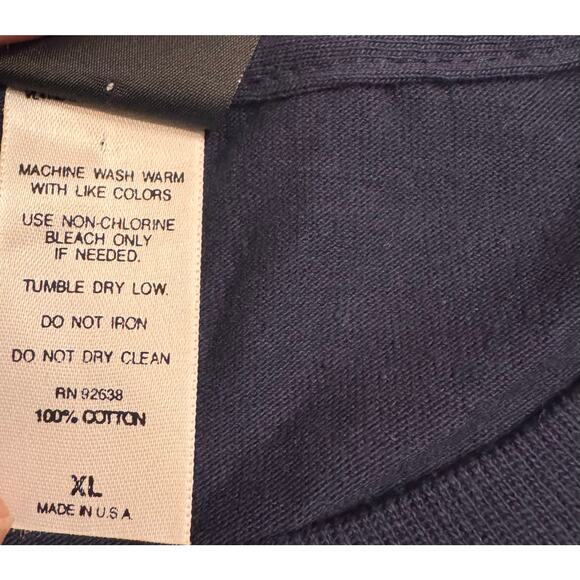 MACHINE WASH WARM
WITH LIKE COLORS
USE NON-CHLORINE
BLEACH ONLY
IF NEEDED.
TUMBLE DRY LOW.
DO NOT IRON
DO NOT DRY CLEAN
RN 92638
100% COTTON
XL
MADE IN U.S.A.